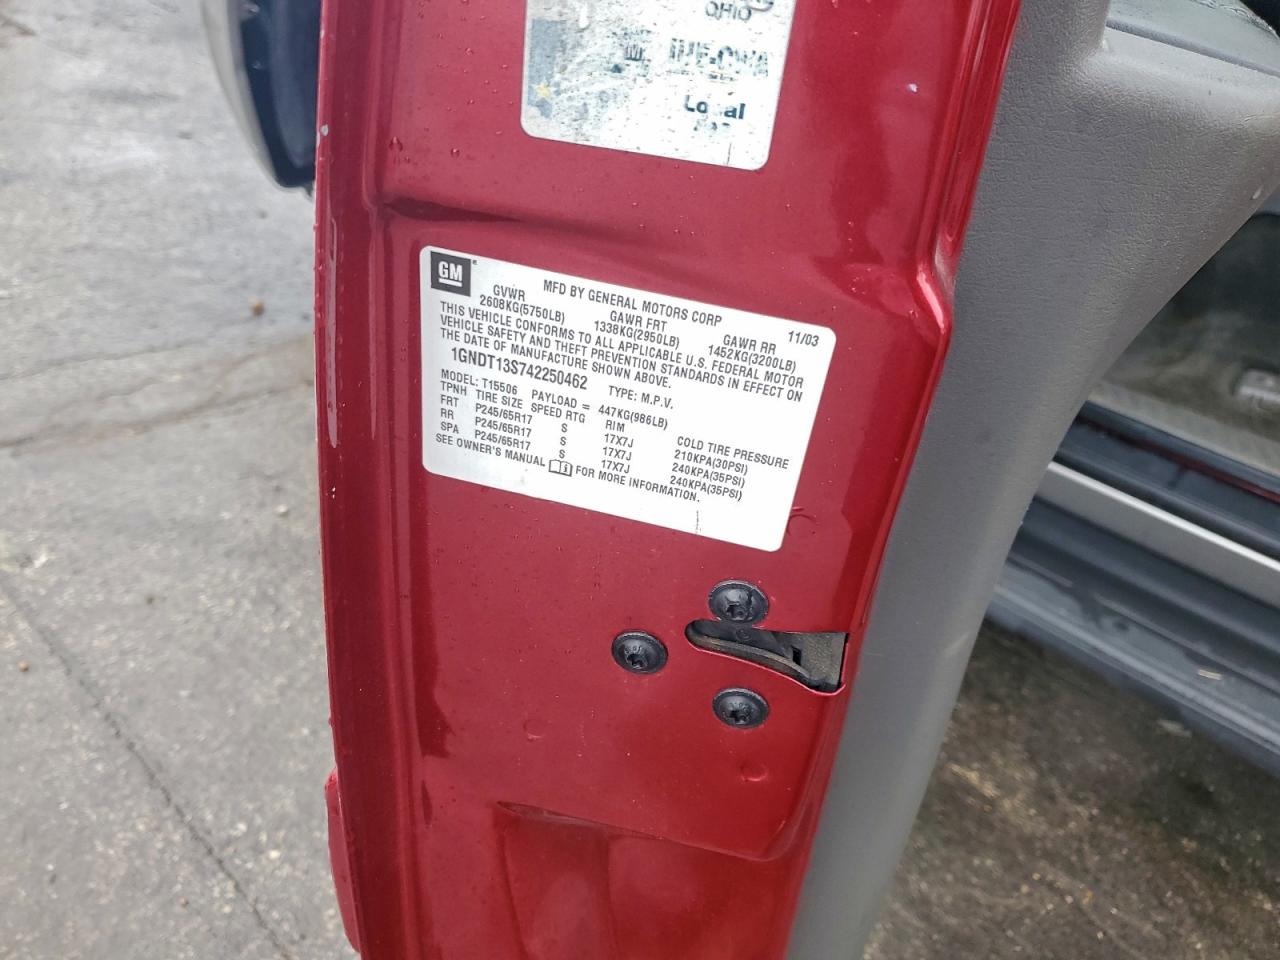 OHIO
IUE-CWA
Local
GM
MFD BY GENERAL MOTORS CORP 11/03
GVWR GAWR FRT GAWR RR
2608KG(5750LB) 1338KG(2950LB) 1452KG(3200LB)
THIS VEHICLE CONFORMS TO ALL APPLICABLE U.S. FEDERAL MOTOR
VEHICLE SAFETY AND THEFT PREVENTION STANDARDS IN EFFECT ON
THE DATE OF MANUFACTURE SHOWN ABOVE.
1GNDT13S742250462 TYPE: M.P.V.
MODEL: T15506 PAYLOAD = 447KG(986LB)
TPNH TIRE SIZE SPEED RTG RIM COLD TIRE PRESSURE
FRT P245/65R17 S 17X7J 210KPA(30PSI)
RR P245/65R17 S 17X7J 240KPA(35PSI)
SPA P245/65R17 S 17X7J 240KPA(35PSI)
SEE OWNER'S MANUAL FOR MORE INFORMATION.